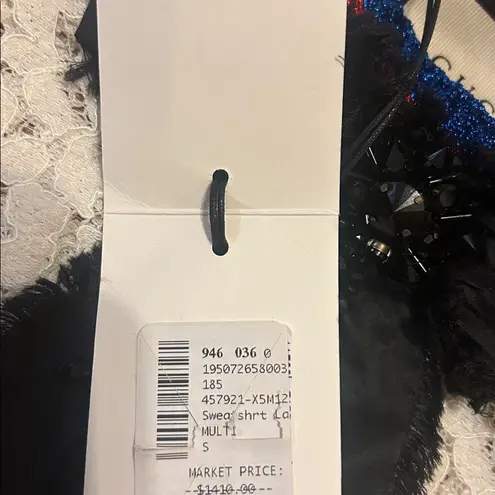 946 036 0
195072658003
185
457921-X5M12
Sweatshrt La
MULTI
S
MARKET PRICE:
--$1410.00--